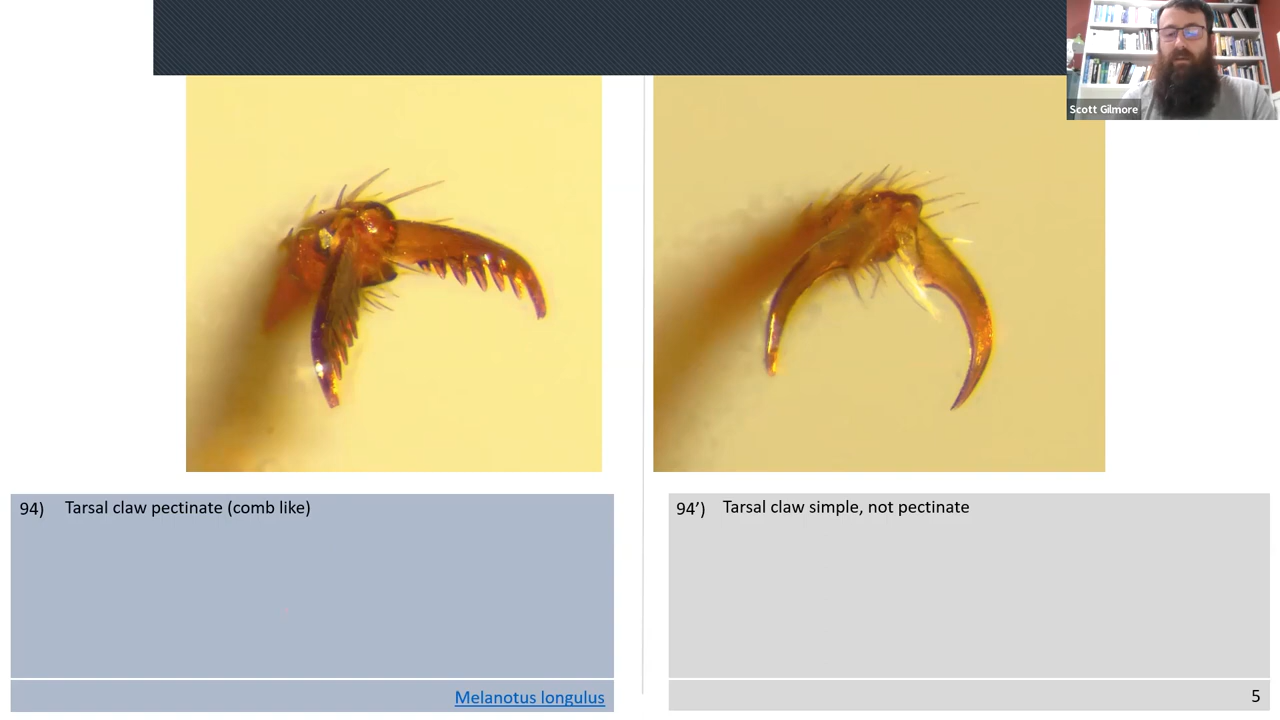 Scott Gilmore
94) Tarsal claw pectinate (comb like)
Melanotus longulus
94’) Tarsal claw simple, not pectinate
5